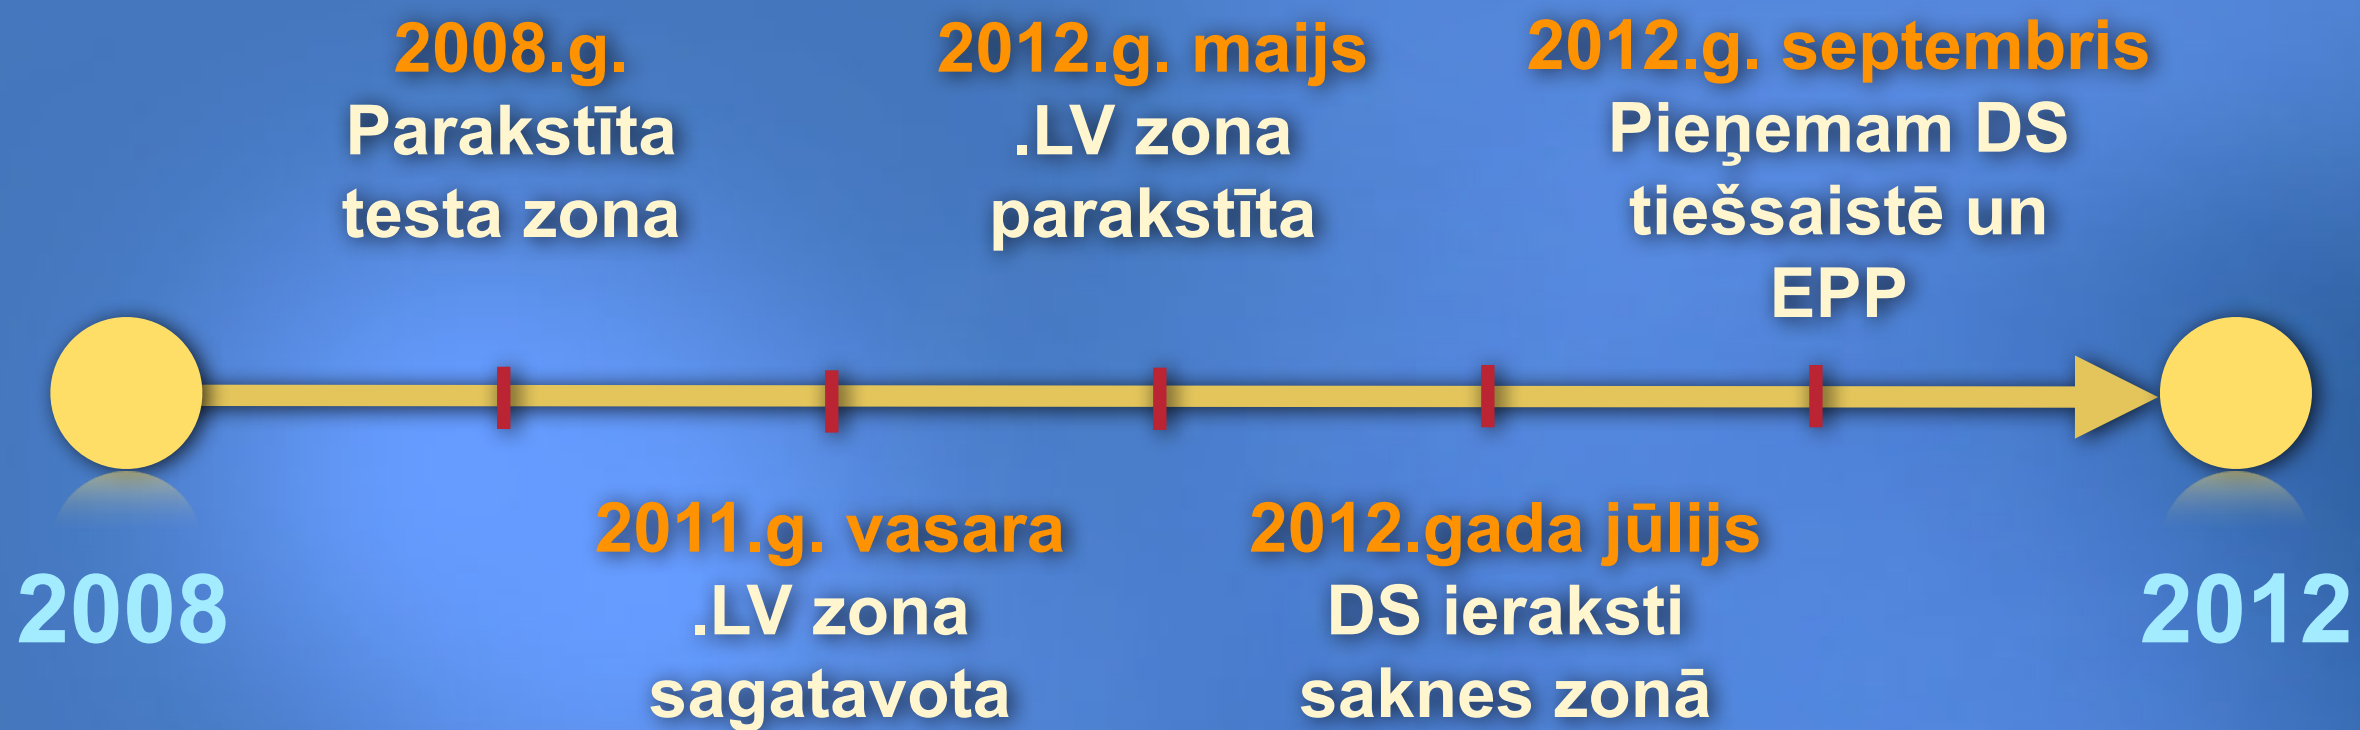 2008.g.
Parakstīta
testa zona
2012.g. maijs
.LV zona
parakstīta
2012.g. septembris
Pieņemam DS
tiešsaistē un
EPP
2008
2011.g. vasara
.LV zona
sagatavota
2012.gada jūlijs
DS ieraksti
saknes zonā
2012